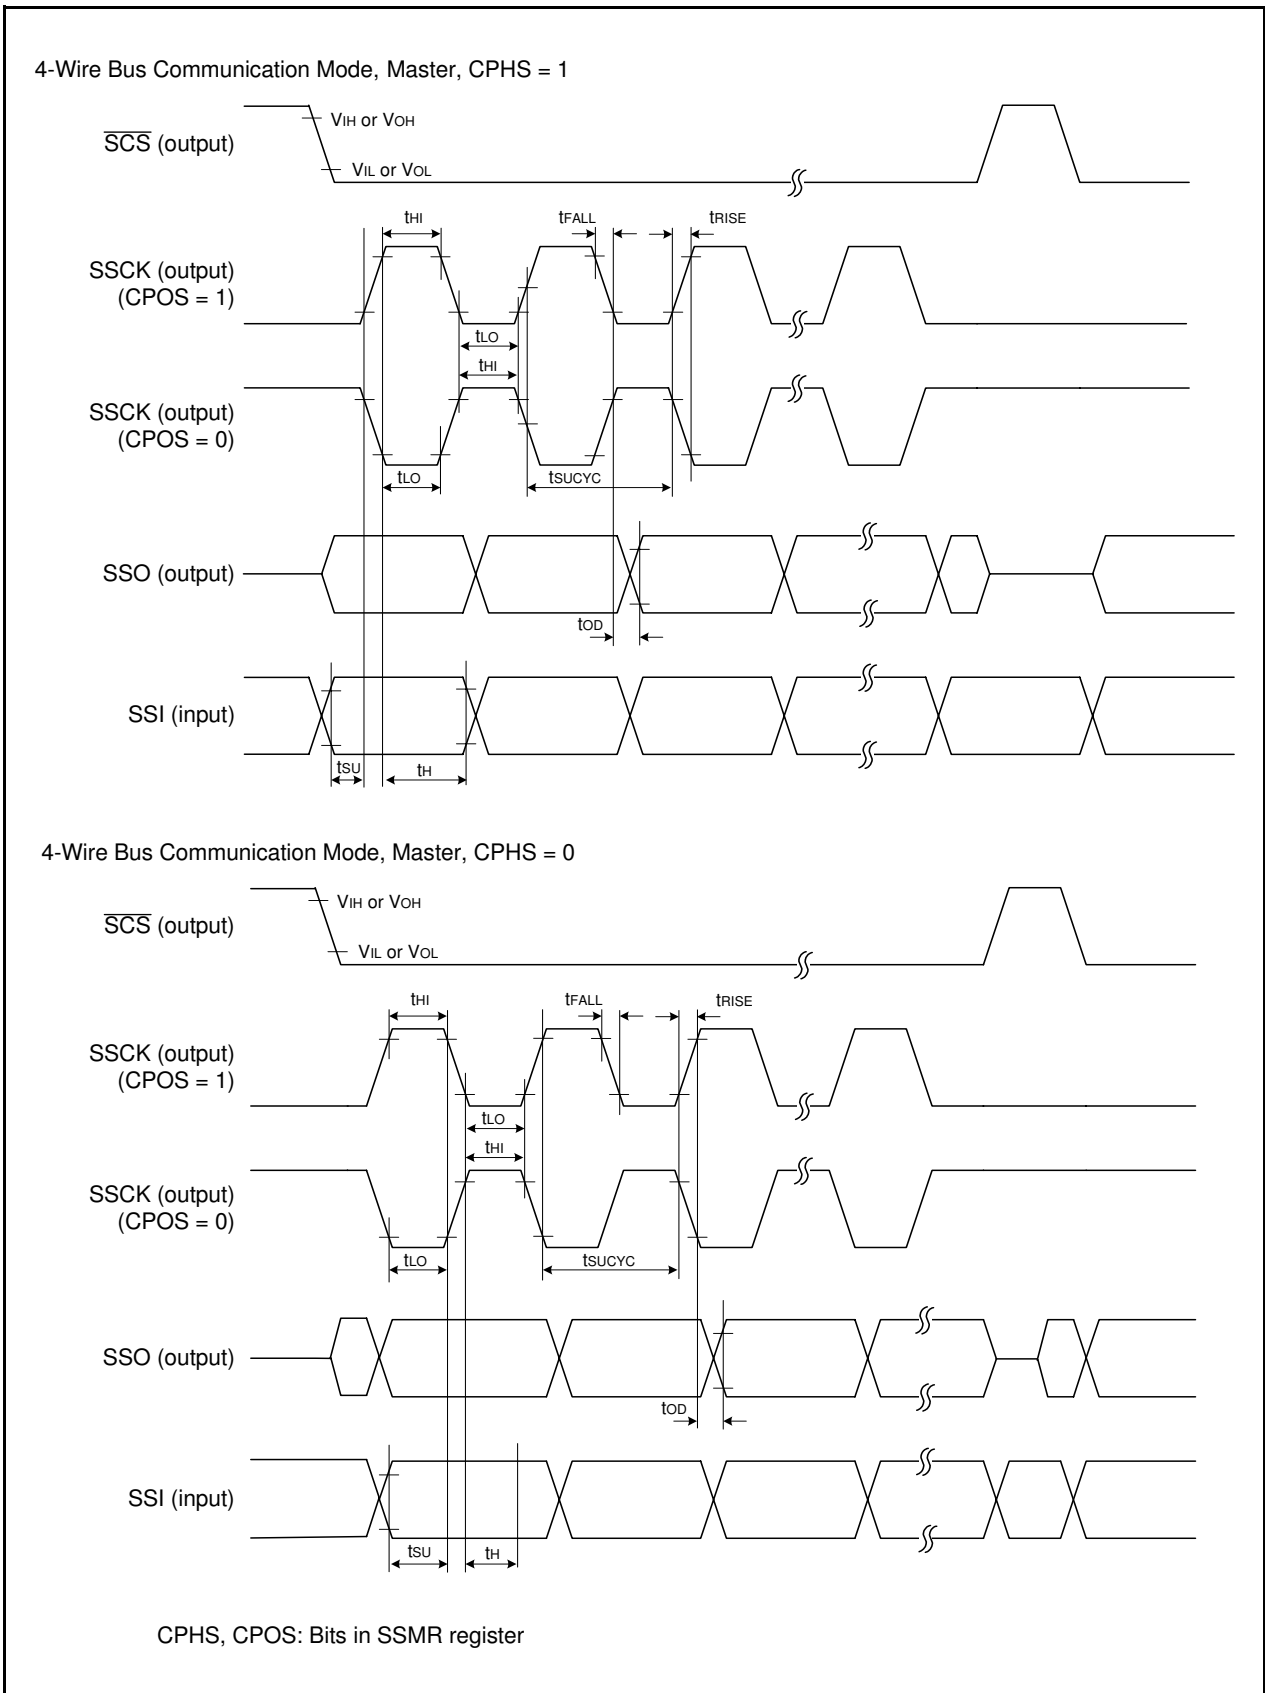 4-Wire Bus Communication Mode, Master, CPHS = 1
VIH or VOH
SCS (output)
VIL or VOL
tHI
tFALL
tRISE
SSCK (output)
(CPOS = 1)
tLO
tHI
SSCK (output)
(CPOS = 0)
tLO
tSUCYC
SSO (output)
tOD
SSI (input)
tSU
tH
4-Wire Bus Communication Mode, Master, CPHS = 0
VIH or VOH
SCS (output)
VIL or VOL
tHI
tFALL
tRISE
SSCK (output)
(CPOS = 1)
tLO
tHI
SSCK (output)
(CPOS = 0)
tLO
tSUCYC
SSO (output)
tOD
SSI (input)
tSU
tH
CPHS, CPOS: Bits in SSMR register